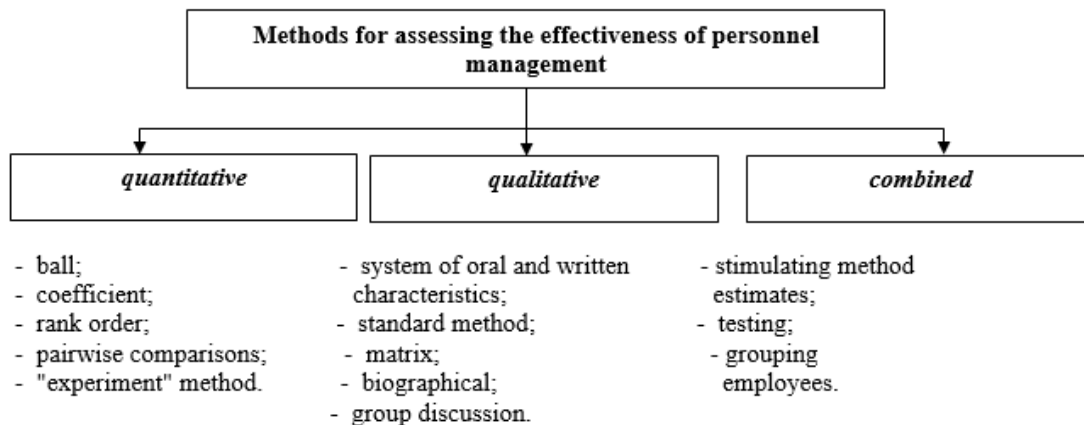 Methods for assessing the effectiveness of personnel
management
quantitative
qualitative
combined
- ball;
- coefficient;
- rank order;
- pairwise comparisons;
- "experiment" method.
- system of oral and written
characteristics;
- standard method;
- matrix;
- biographical;
- group discussion.
- stimulating method
estimates;
- testing;
- grouping
employees.